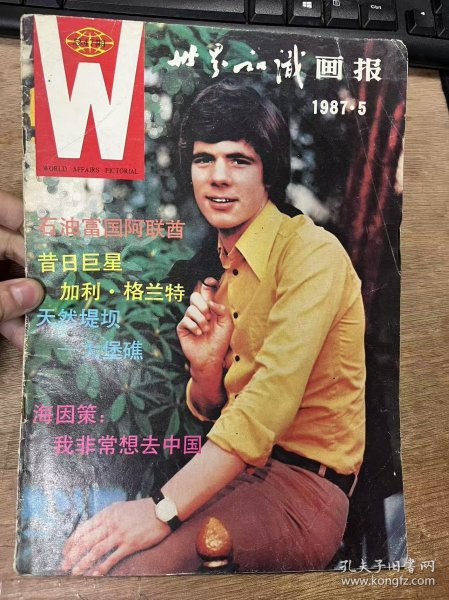 世界知识画报
1987·5
W
WORLD AFFAIRS PICTORIAL
石油富国阿联酋
昔日巨星
加利·格兰特
天然堤坝
——大堡礁
海因策：
我非常想去中国
孔夫子旧书网
www.kongfz.com